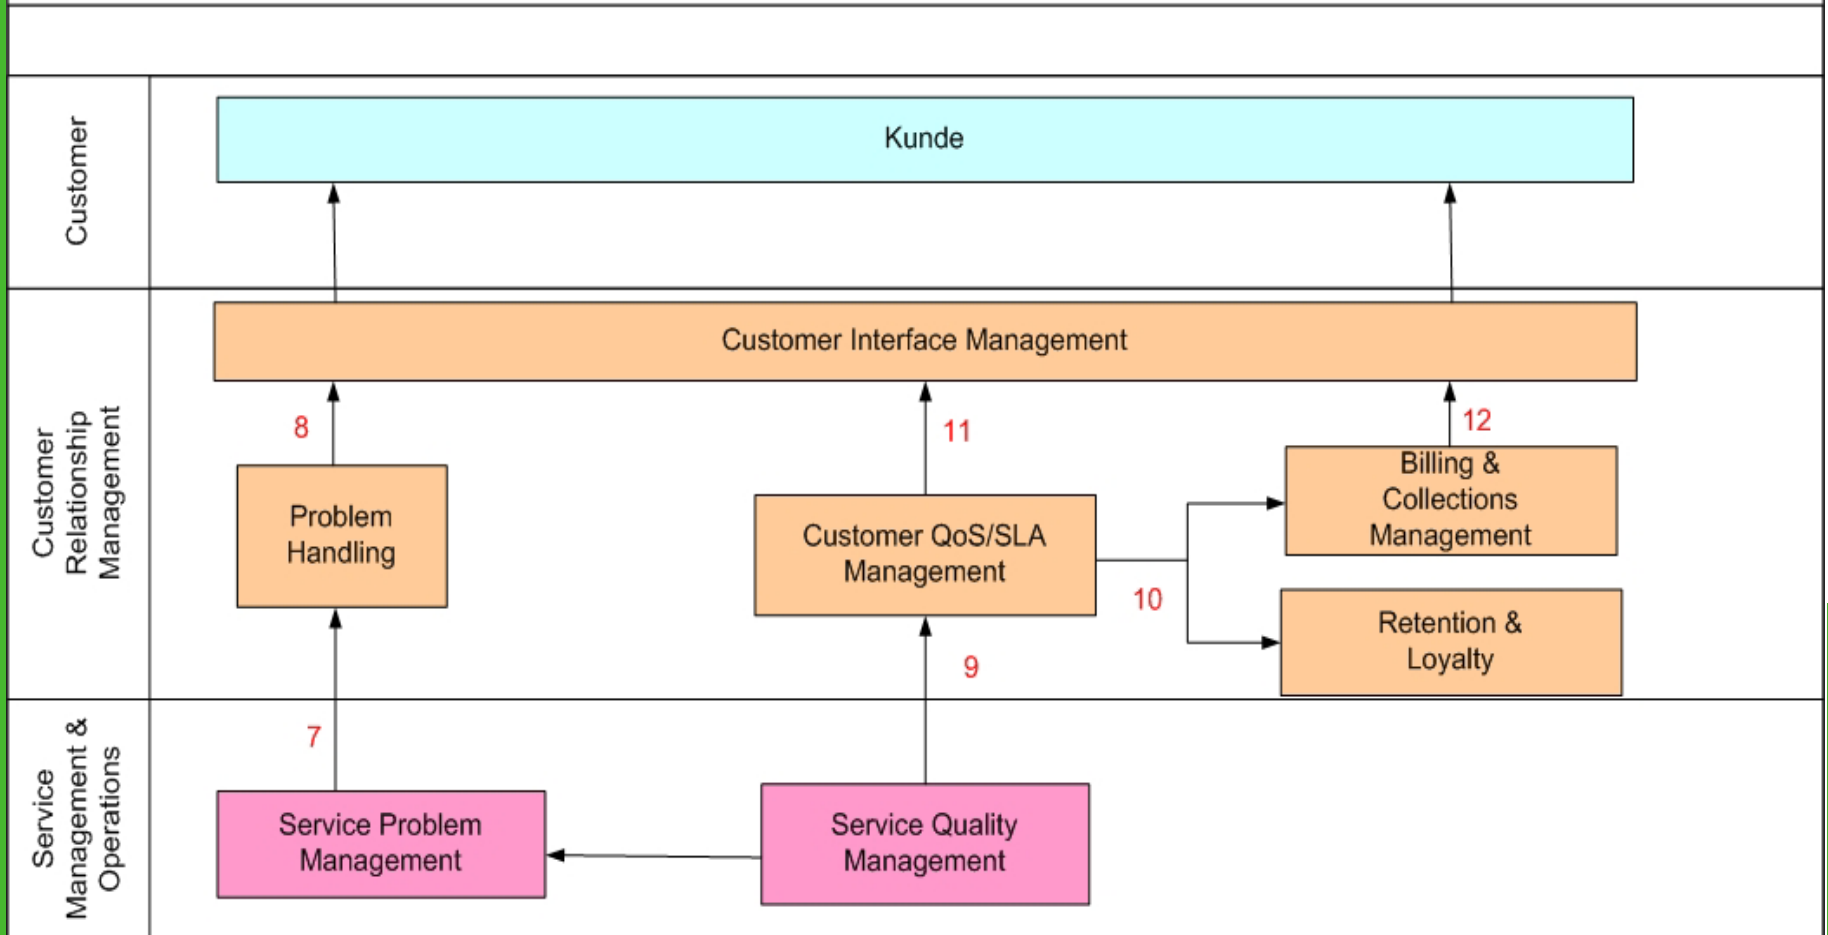 Customer
Kunde
Customer
Relationship
Management
Customer Interface Management
8
11
12
Problem
Handling
Customer QoS/SLA
Management
Billing &
Collections
Management
10
Retention &
Loyalty
9
Service
Management &
Operations
7
Service Problem
Management
Service Quality
Management